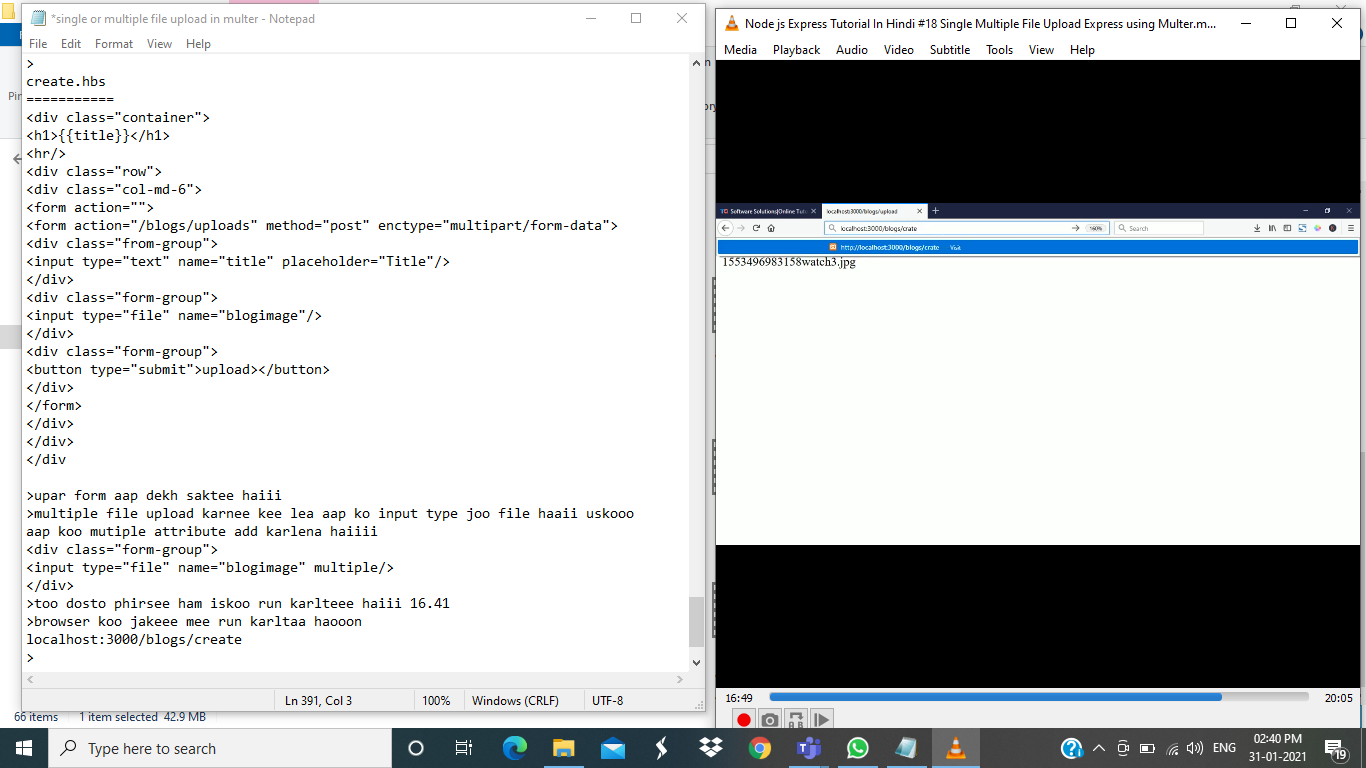 *single or multiple file upload in multer - Notepad
File Edit Format View Help
>
create.hbs
===========
<div class="container">
<h1>{{title}}</h1>
<hr/>
<div class="row">
<div class="col-md-6">
<form action="">
<form action="/blogs/uploads" method="post" enctype="multipart/form-data">
<div class="from-group">
<input type="text" name="title" placeholder="Title"/>
</div>
<div class="form-group">
<input type="file" name="blogimage"/>
</div>
<div class="form-group">
<button type="submit">upload></button>
</div>
</form>
</div>
</div>
</div
>upar form aap dekh saktee haiii
>multiple file upload karnee kee lea aap ko input type joo file haaii uskooo
aap koo mutiple attribute add karlena haiiii
<div class="form-group">
<input type="file" name="blogimage" multiple/>
</div>
>too dosto phirsee ham iskoo run karlteee haiii 16.41
>browser koo jakeee mee run karltaa haooon
localhost:3000/blogs/create
>
Ln 391, Col 3 100% Windows (CRLF) UTF-8
66 items 1 item selected 42.9 MB
Node js Express Tutorial In Hindi #18 Single Multiple File Upload Express using Multer.m...
Media Playback Audio Video Subtitle Tools View Help
Software Solutions|Online Tut localhost:3000/blogs/upload
localhost:3000/blogs/crate 160% Search
http://localhost:3000/blogs/crate Visit
1553496983158watch3.jpg
16:49 20:05
Type here to search
ENG
02:40 PM
31-01-2021
19